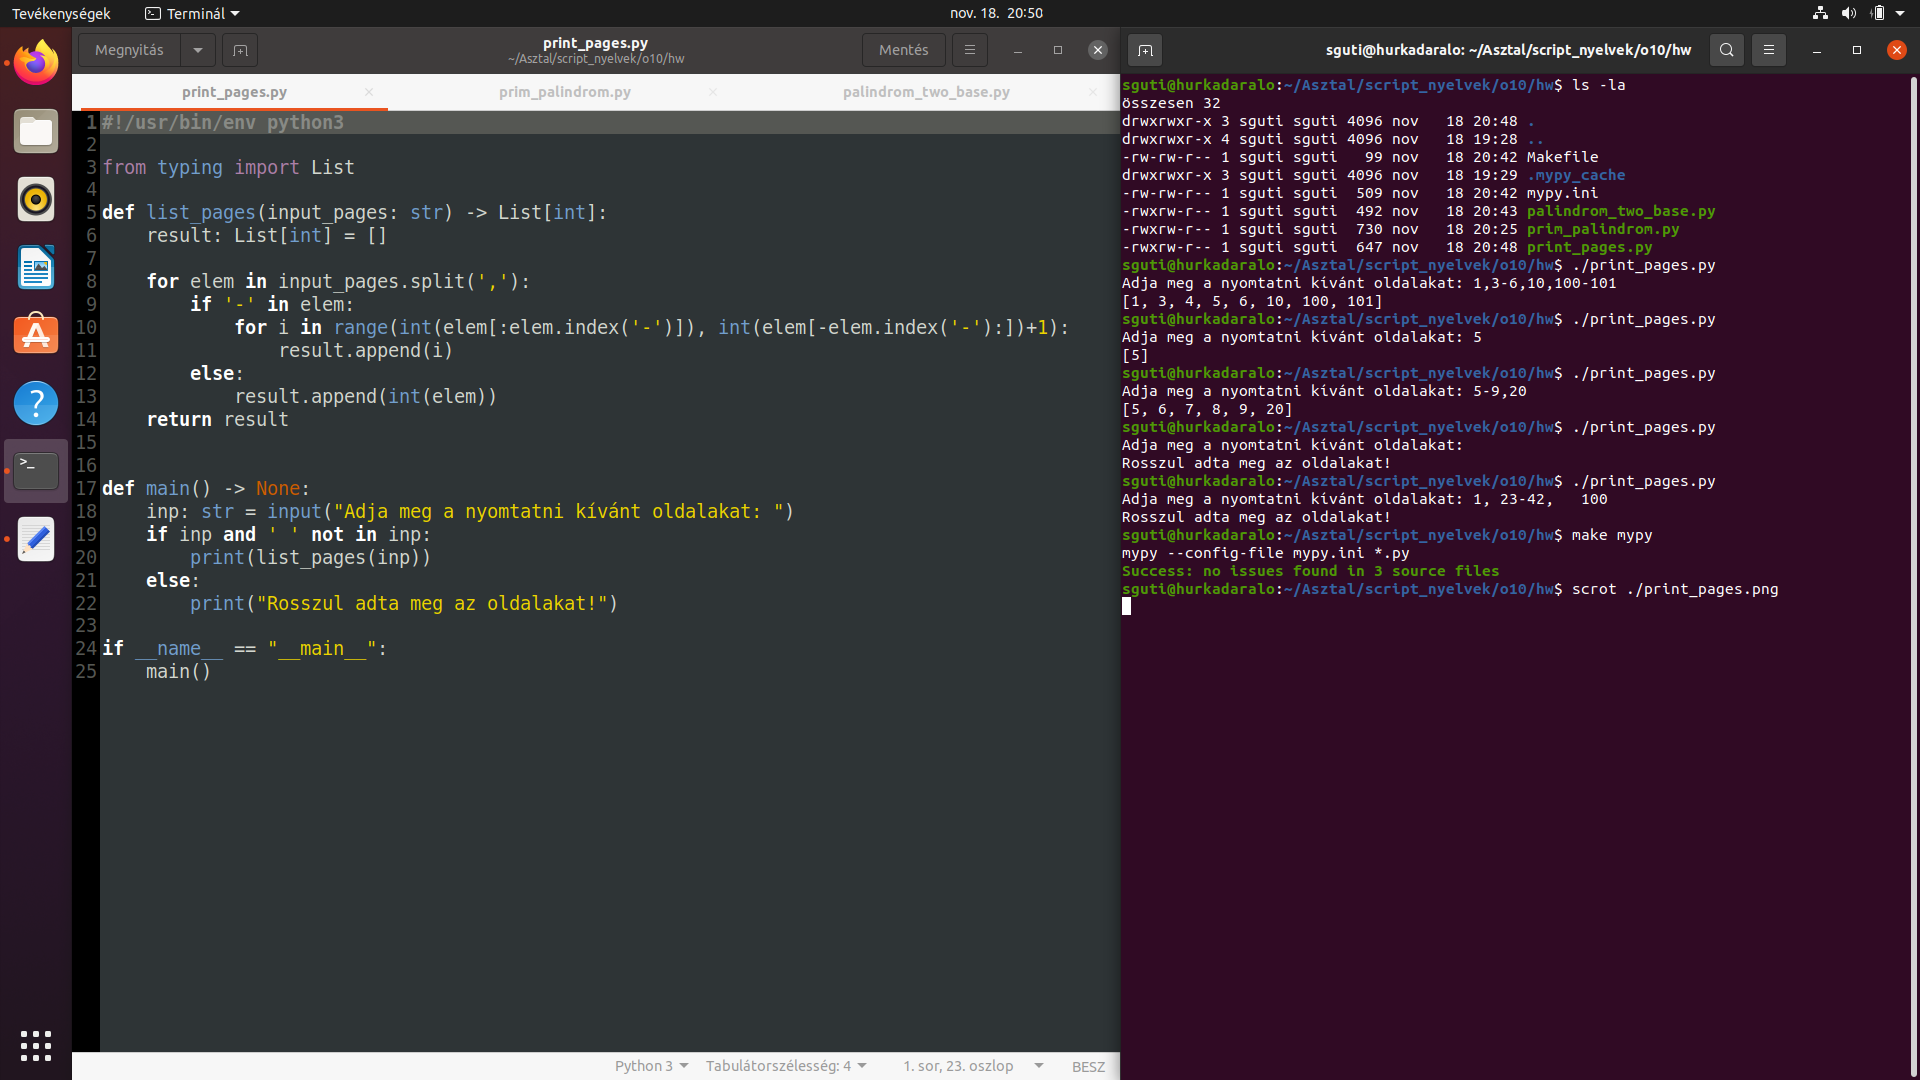 Tevékenységek Terminál nov. 18. 20:50
Megnyitás print_pages.py Mentés
~/Asztal/script_nyelvek/o10/hw
print_pages.py prim_palindrom.py palindrom_two_base.py
1 #!/usr/bin/env python3
2
3 from typing import List
4
5 def list_pages(input_pages: str) -> List[int]:
6     result: List[int] = []
7
8     for elem in input_pages.split(','):
9         if '-' in elem:
10             for i in range(int(elem[:elem.index('-')]), int(elem[-elem.index('-'):])+1):
11                 result.append(i)
12         else:
13             result.append(int(elem))
14     return result
15
16
17 def main() -> None:
18     inp: str = input("Adja meg a nyomtatni kívánt oldalakat: ")
19     if inp and ' ' not in inp:
20         print(list_pages(inp))
21     else:
22         print("Rosszul adta meg az oldalakat!")
23
24 if __name__ == "__main__":
25     main()
Python 3 Tabulátorszélesség: 4 1. sor, 23. oszlop BESZ
sguti@hurkadaralo: ~/Asztal/script_nyelvek/o10/hw
sguti@hurkadaralo:~/Asztal/script_nyelvek/o10/hw$ ls -la
összesen 32
drwxrwxr-x 3 sguti sguti 4096 nov   18 20:48 .
drwxrwxr-x 4 sguti sguti 4096 nov   18 19:28 ..
-rw-rw-r-- 1 sguti sguti   99 nov   18 20:42 Makefile
drwxrwxr-x 3 sguti sguti 4096 nov   18 19:29 .mypy_cache
-rw-rw-r-- 1 sguti sguti  509 nov   18 20:42 mypy.ini
-rwxrw-r-- 1 sguti sguti  492 nov   18 20:43 palindrom_two_base.py
-rwxrw-r-- 1 sguti sguti  730 nov   18 20:25 prim_palindrom.py
-rwxrw-r-- 1 sguti sguti  647 nov   18 20:48 print_pages.py
sguti@hurkadaralo:~/Asztal/script_nyelvek/o10/hw$ ./print_pages.py
Adja meg a nyomtatni kívánt oldalakat: 1,3-6,10,100-101
[1, 3, 4, 5, 6, 10, 100, 101]
sguti@hurkadaralo:~/Asztal/script_nyelvek/o10/hw$ ./print_pages.py
Adja meg a nyomtatni kívánt oldalakat: 5
[5]
sguti@hurkadaralo:~/Asztal/script_nyelvek/o10/hw$ ./print_pages.py
Adja meg a nyomtatni kívánt oldalakat: 5-9,20
[5, 6, 7, 8, 9, 20]
sguti@hurkadaralo:~/Asztal/script_nyelvek/o10/hw$ ./print_pages.py
Adja meg a nyomtatni kívánt oldalakat:
Rosszul adta meg az oldalakat!
sguti@hurkadaralo:~/Asztal/script_nyelvek/o10/hw$ ./print_pages.py
Adja meg a nyomtatni kívánt oldalakat: 1, 23-42,   100
Rosszul adta meg az oldalakat!
sguti@hurkadaralo:~/Asztal/script_nyelvek/o10/hw$ make mypy
mypy --config-file mypy.ini *.py
Success: no issues found in 3 source files
sguti@hurkadaralo:~/Asztal/script_nyelvek/o10/hw$ scrot ./print_pages.png